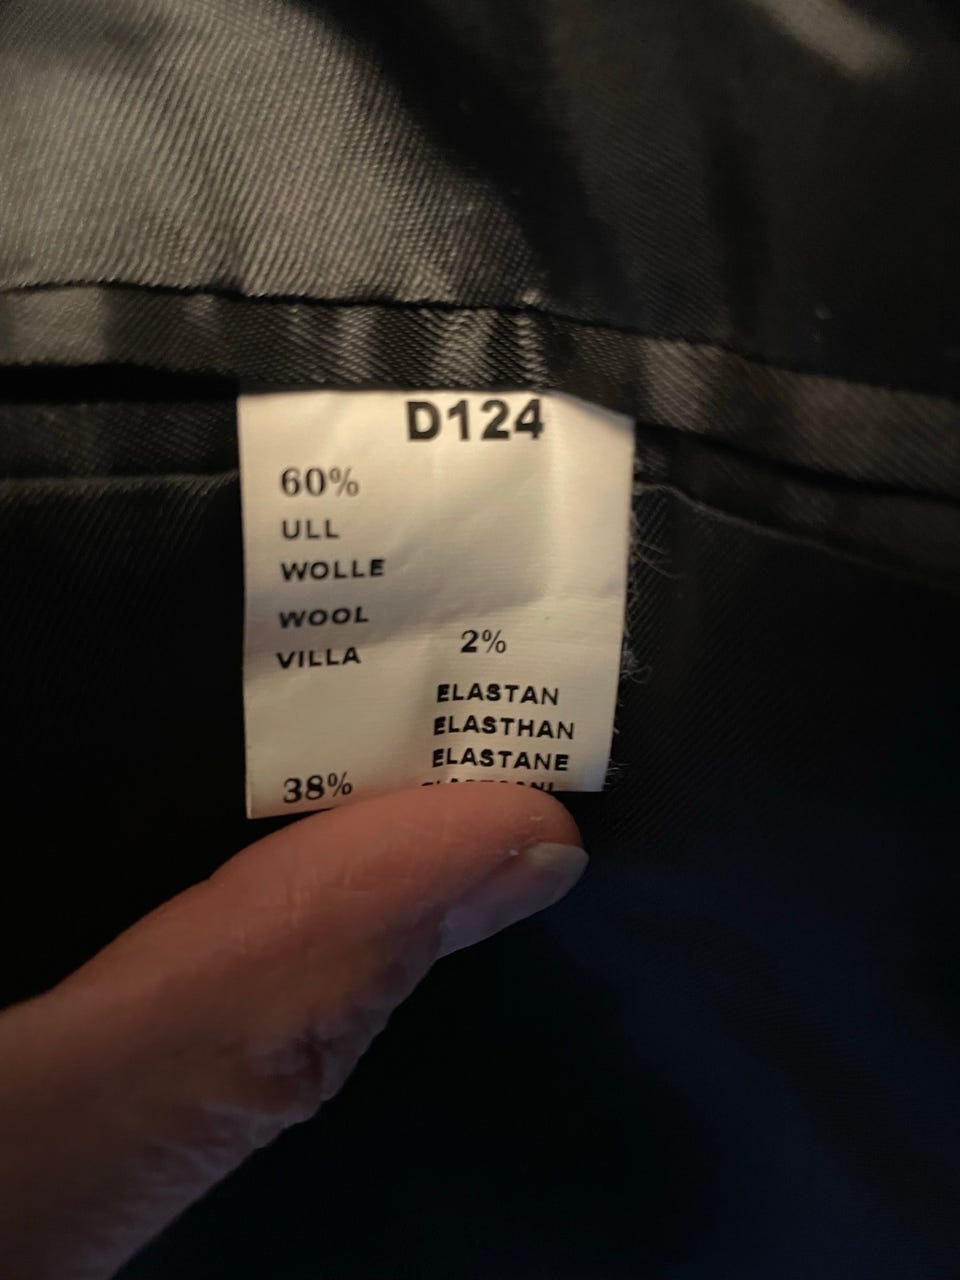 D124
60%
ULL
WOLLE
WOOL
VILLA
2%
ELASTAN
ELASTHAN
ELASTANE
38%